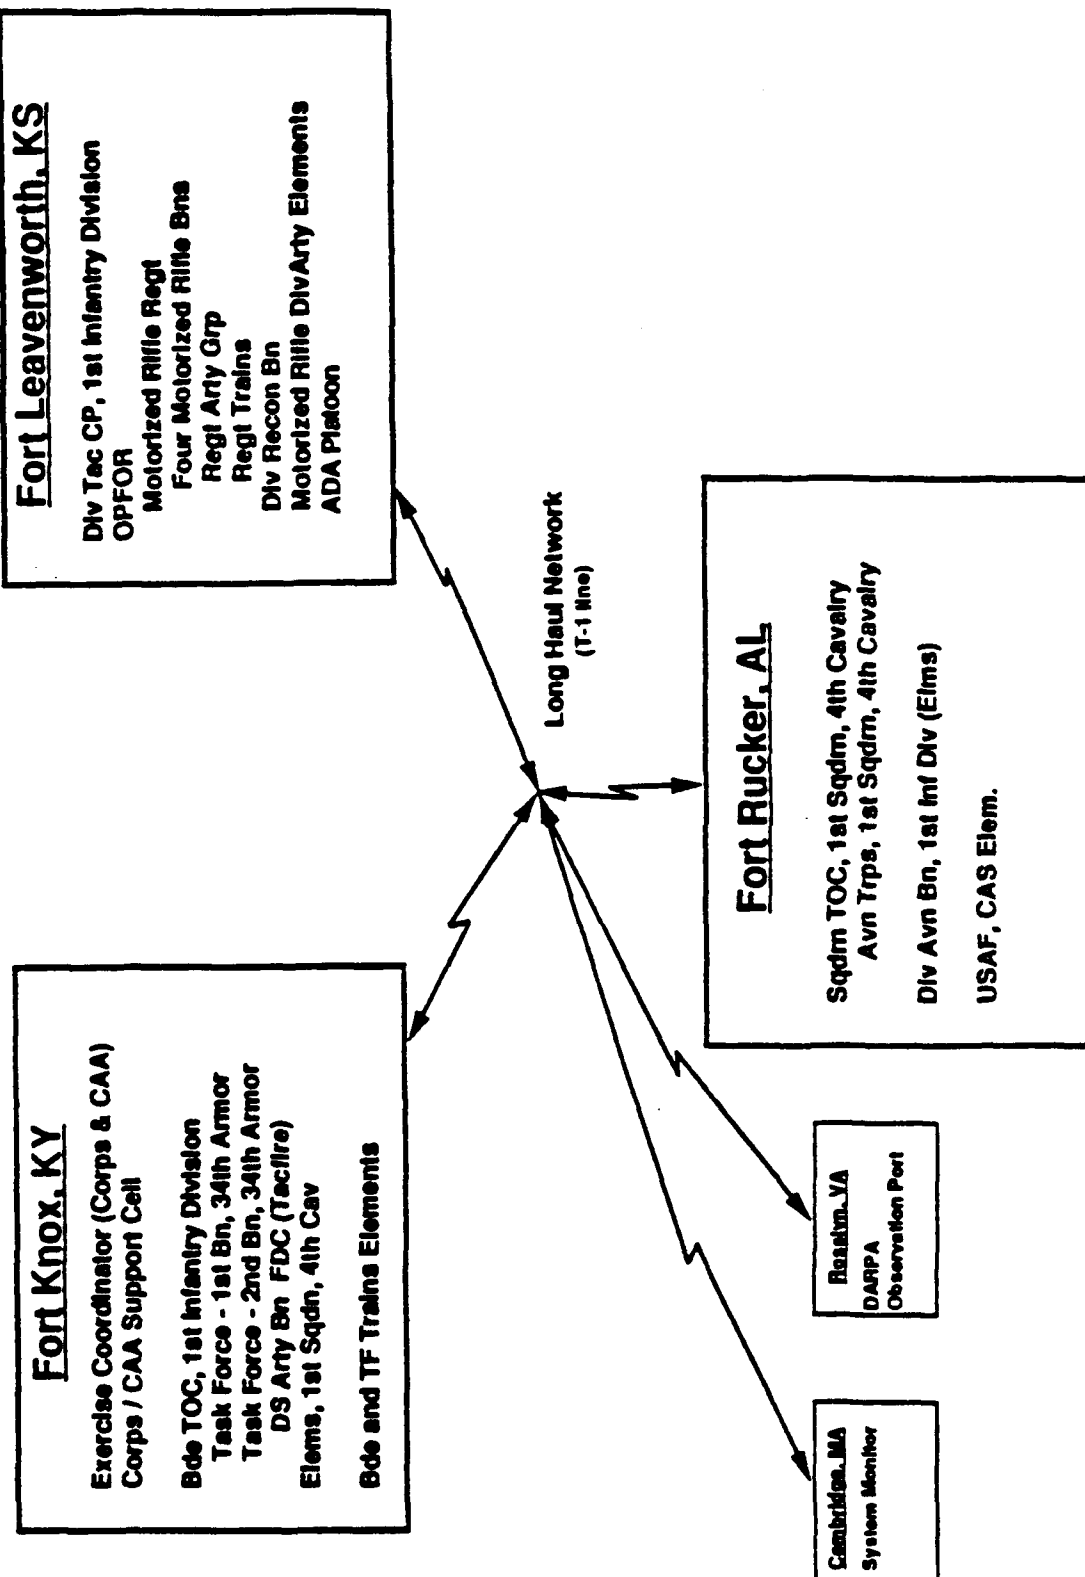 Fort Knox, KY
Exercise Coordinator (Corps & CAA)
Corps / CAA Support Cell
Bde TOC, 1st Infantry Division
Task Force - 1st Bn, 34th Armor
Task Force - 2nd Bn, 34th Armor
DS Arty Bn FDC (Tacfire)
Elems, 1st Sqdn, 4th Cav
Bde and TF Trains Elements
Fort Leavenworth, KS
Div Tac CP, 1st Infantry Division
OPFOR
Motorized Rifle Regt
Four Motorized Rifle Bns
Regt Arty Grp
Regt Trains
Div Recon Bn
Motorized Rifle DivArty Elements
ADA Platoon
Long Haul Network
(T-1 line)
Cambridge, MA
System Monitor
Rosslyn, VA
DARPA
Observation Port
Fort Rucker, AL
Sqdrn TOC, 1st Sqdrn, 4th Cavalry
Avn Trps, 1st Sqdrn, 4th Cavalry
Div Avn Bn, 1st Inf Div (Elms)
USAF, CAS Elem.